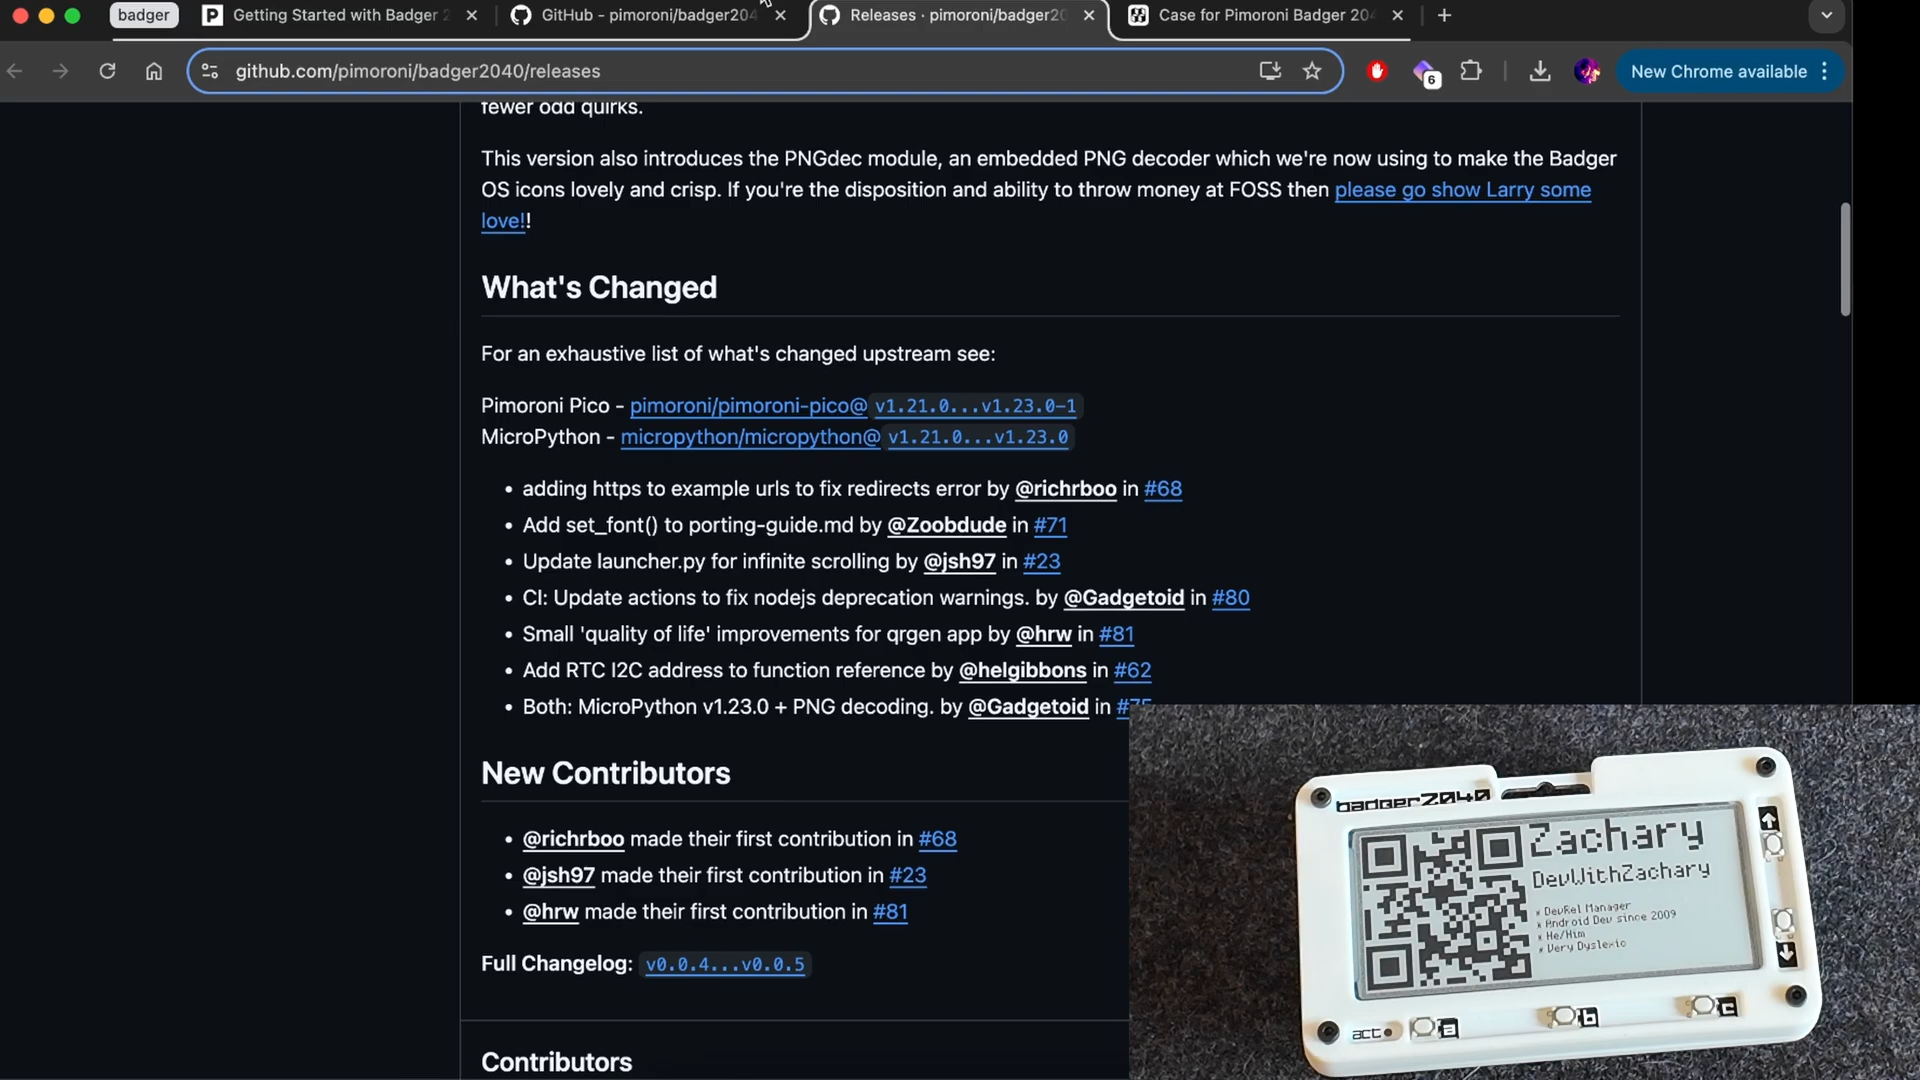 badger
Getting Started with Badger 2
GitHub - pimoroni/badger204
Releases · pimoroni/badger20
Case for Pimoroni Badger 204
github.com/pimoroni/badger2040/releases
6
New Chrome available
fewer odd quirks.
This version also introduces the PNGdec module, an embedded PNG decoder which we're now using to make the Badger
OS icons lovely and crisp. If you're the disposition and ability to throw money at FOSS then please go show Larry some
love!!
What's Changed
For an exhaustive list of what's changed upstream see:
Pimoroni Pico - pimoroni/pimoroni-pico@ v1.21.0...v1.23.0-1
MicroPython - micropython/micropython@ v1.21.0...v1.23.0
• adding https to example urls to fix redirects error by @richrboo in #68
• Add set_font() to porting-guide.md by @Zoobdude in #71
• Update launcher.py for infinite scrolling by @jsh97 in #23
• CI: Update actions to fix nodejs deprecation warnings. by @Gadgetoid in #80
• Small 'quality of life' improvements for qrgen app by @hrw in #81
• Add RTC I2C address to function reference by @helgibbons in #62
• Both: MicroPython v1.23.0 + PNG decoding. by @Gadgetoid in #75
New Contributors
• @richrboo made their first contribution in #68
• @jsh97 made their first contribution in #23
• @hrw made their first contribution in #81
Full Changelog: v0.0.4...v0.0.5
Contributors
badger2040
Zachary
DevWithZachary
* DevRel Manager
* Android Dev since 2009
* He/Him
* Very Dyslexic
act
a
b
c